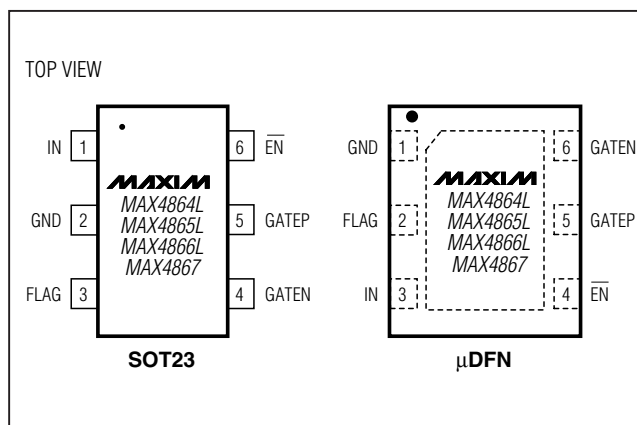 TOP VIEW
IN 1
6 EN
GND 2
5 GATEP
FLAG 3
4 GATEN
MAXIM
MAX4864L
MAX4865L
MAX4866L
MAX4867
SOT23
GND 1
6 GATEN
FLAG 2
5 GATEP
IN 3
4 EN
MAXIM
MAX4864L
MAX4865L
MAX4866L
MAX4867
μDFN